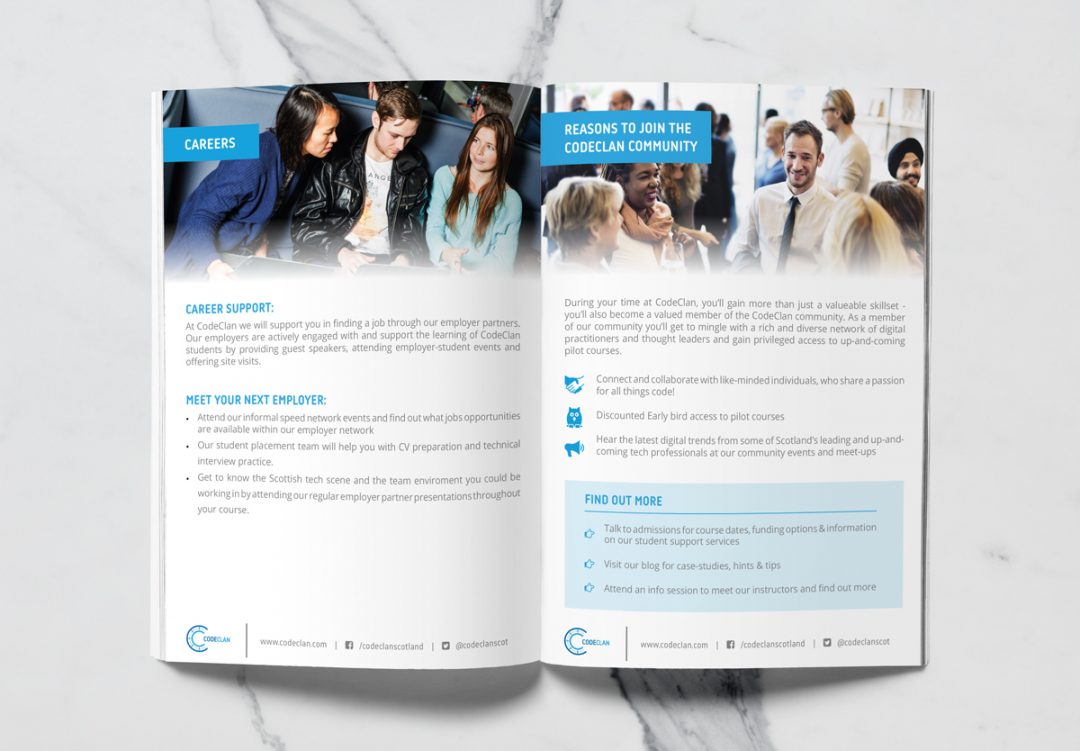 CAREERS
CAREER SUPPORT:
At CodeClan we will support you in finding a job through our employer partners.
Our employers are actively engaged with and support the learning of CodeClan
students by providing guest speakers, attending employer-student events and
offering site visits.
MEET YOUR NEXT EMPLOYER:
• Attend our informal speed network events and find out what jobs opportunities
are available within our employer network
• Our student placement team will help you with CV preparation and technical
interview practice.
• Get to know the Scottish tech scene and the team enviroment you could be
working in by attending our regular employer partner presentations throughout
your course.
CODECLAN
www.codeclan.com | /codeclanscotland | @codeclanscot
REASONS TO JOIN THE
CODECLAN COMMUNITY
During your time at CodeClan, you'll gain more than just a valueable skillset -
you'll also become a valued member of the CodeClan community. As a member
of our community you'll get to mingle with a rich and diverse network of digital
practitioners and thought leaders and gain privileged access to up-and-coming
pilot courses.
Connect and collaborate with like-minded individuals, who share a passion
for all things code!
Discounted Early bird access to pilot courses
Hear the latest digital trends from some of Scotland's leading and up-and-
coming tech professionals at our community events and meet-ups
FIND OUT MORE
Talk to admissions for course dates, funding options & information
on our student support services
Visit our blog for case-studies, hints & tips
Attend an info session to meet our instructors and find out more
CODECLAN
www.codeclan.com | /codeclanscotland | @codeclanscot